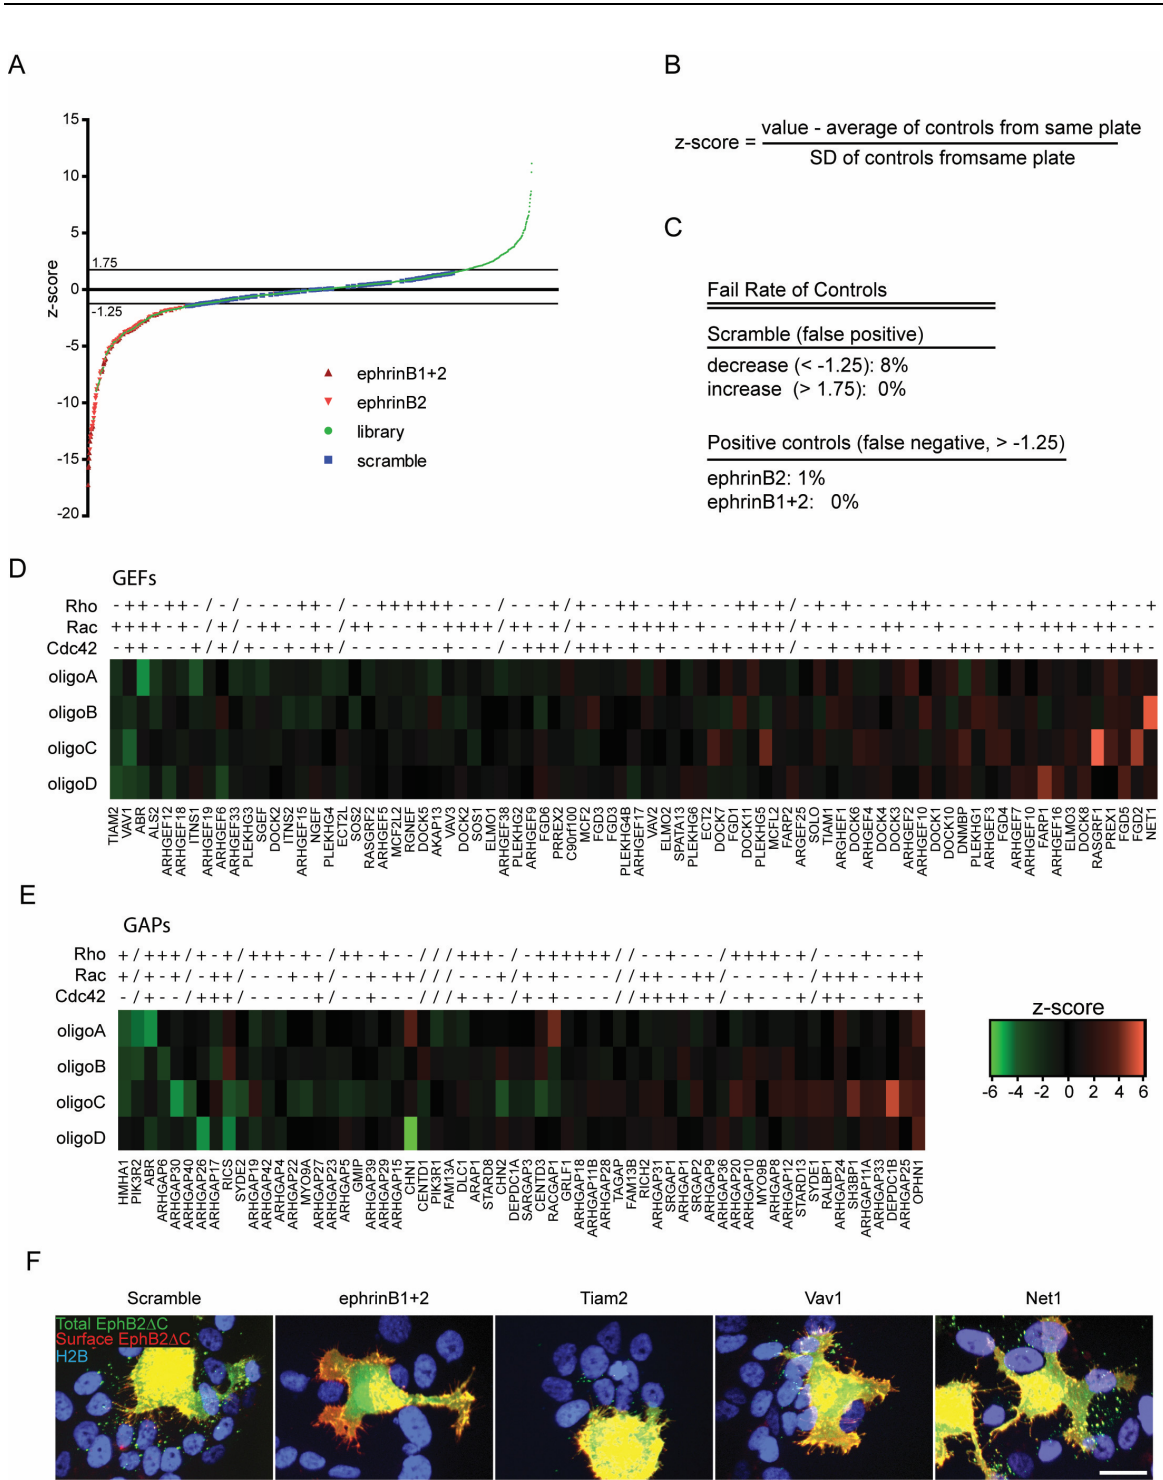 A
B
15
10
5
0
-5
-10
-15
-20
z-score
1.75
-1.25
ephrinB1+2
ephrinB2
library
scramble
z-score =
value - average of controls from same plate
SD of controls fromsame plate
C
Fail Rate of Controls
Scramble (false positive)
decrease (< -1.25): 8%
increase (> 1.75): 0%
Positive controls (false negative, > -1.25)
ephrinB2: 1%
ephrinB1+2: 0%
D
GEFs
Rho
Rac
Cdc42
oligoA
oligoB
oligoC
oligoD
TIAM2
VAV1
ABR
ALS2
ARHGEF12
ARHGEF18
ITNS1
ARHGEF19
ARHGEF6
ARHGEF33
PLEKHG3
SGEF
DOCK2
ITNS2
ARHGEF15
NGEF
PLEKHG4
ECT2L
SOS2
RASGRF2
ARHGEF5
MCF2L2
RGNEF
DOCK5
AKAP13
VAV3
DOCK2
SOS1
ELMO1
ARHGEF38
PLEKHG2
ARHGEF9
FGD6
PREX2
C9Orf100
MCF2
FGD3
FGD3
PLEKHG4B
ARHGEF17
VAV2
ELMO2
SPATA13
PLEKHG6
ECT2
DOCK7
FGD1
DOCK11
PLEKHG5
MCFL2
FARP2
ARGEF25
SOLO
TIAM1
ARGHEF1
DOCK6
ARHGEF4
DOCK4
DOCK3
ARHGEF2
ARHGEF10
DOCK1
DOCK10
DNMBP
PLEKHG1
ARHGEF3
FGD4
ARHGEF7
ARHGEF10
FARP1
ARHGEF16
ELMO3
DOCK8
RASGRF1
PREX1
FGD5
FGD2
NET1
E
GAPs
Rho
Rac
Cdc42
oligoA
oligoB
oligoC
oligoD
HMHA1
PIK3R2
ABR
ARHGAP6
ARHGAP30
ARHGAP40
ARHGAP26
ARHGAP17
RICS
SYDE2
ARHGAP19
ARHGAP42
ARHGAP4
ARHGAP22
MYO9A
ARHGAP27
ARHGAP23
ARHGAP5
GMIP
ARHGAP39
ARHGAP29
ARHGAP15
CHN1
CENTD1
PIK3R1
FAM13A
DLC1
ARAP1
STARD8
CHN2
DEPDC1A
SARGAP3
CENTD3
RACGAP1
GRLF1
ARHGAP18
ARHGAP11B
ARHGAP28
TAGAP
FAM13B
RICH2
ARHGAP31
SRGAP1
ARHGAP1
SRGAP2
ARHGAP9
ARHGAP36
ARHGAP20
ARHGAP10
MYO9B
ARHGAP8
ARHGAP12
STARD13
SYDE1
RALBP1
ARHGAP24
SH3BP1
ARHGAP11A
ARHGAP33
DEPDC1B
ARHGAP25
OPHN1
z-score
-6 -4 -2 0 2 4 6
F
Scramble
ephrinB1+2
Tiam2
Vav1
Net1
Total EphB2ΔC
Surface EphB2ΔC
H2B